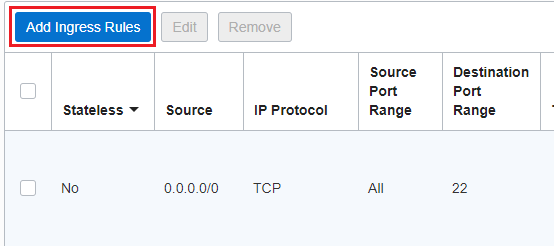 Add Ingress Rules Edit Remove
Stateless Source IP Protocol Source Port Range Destination Port Range
No 0.0.0.0/0 TCP All 22